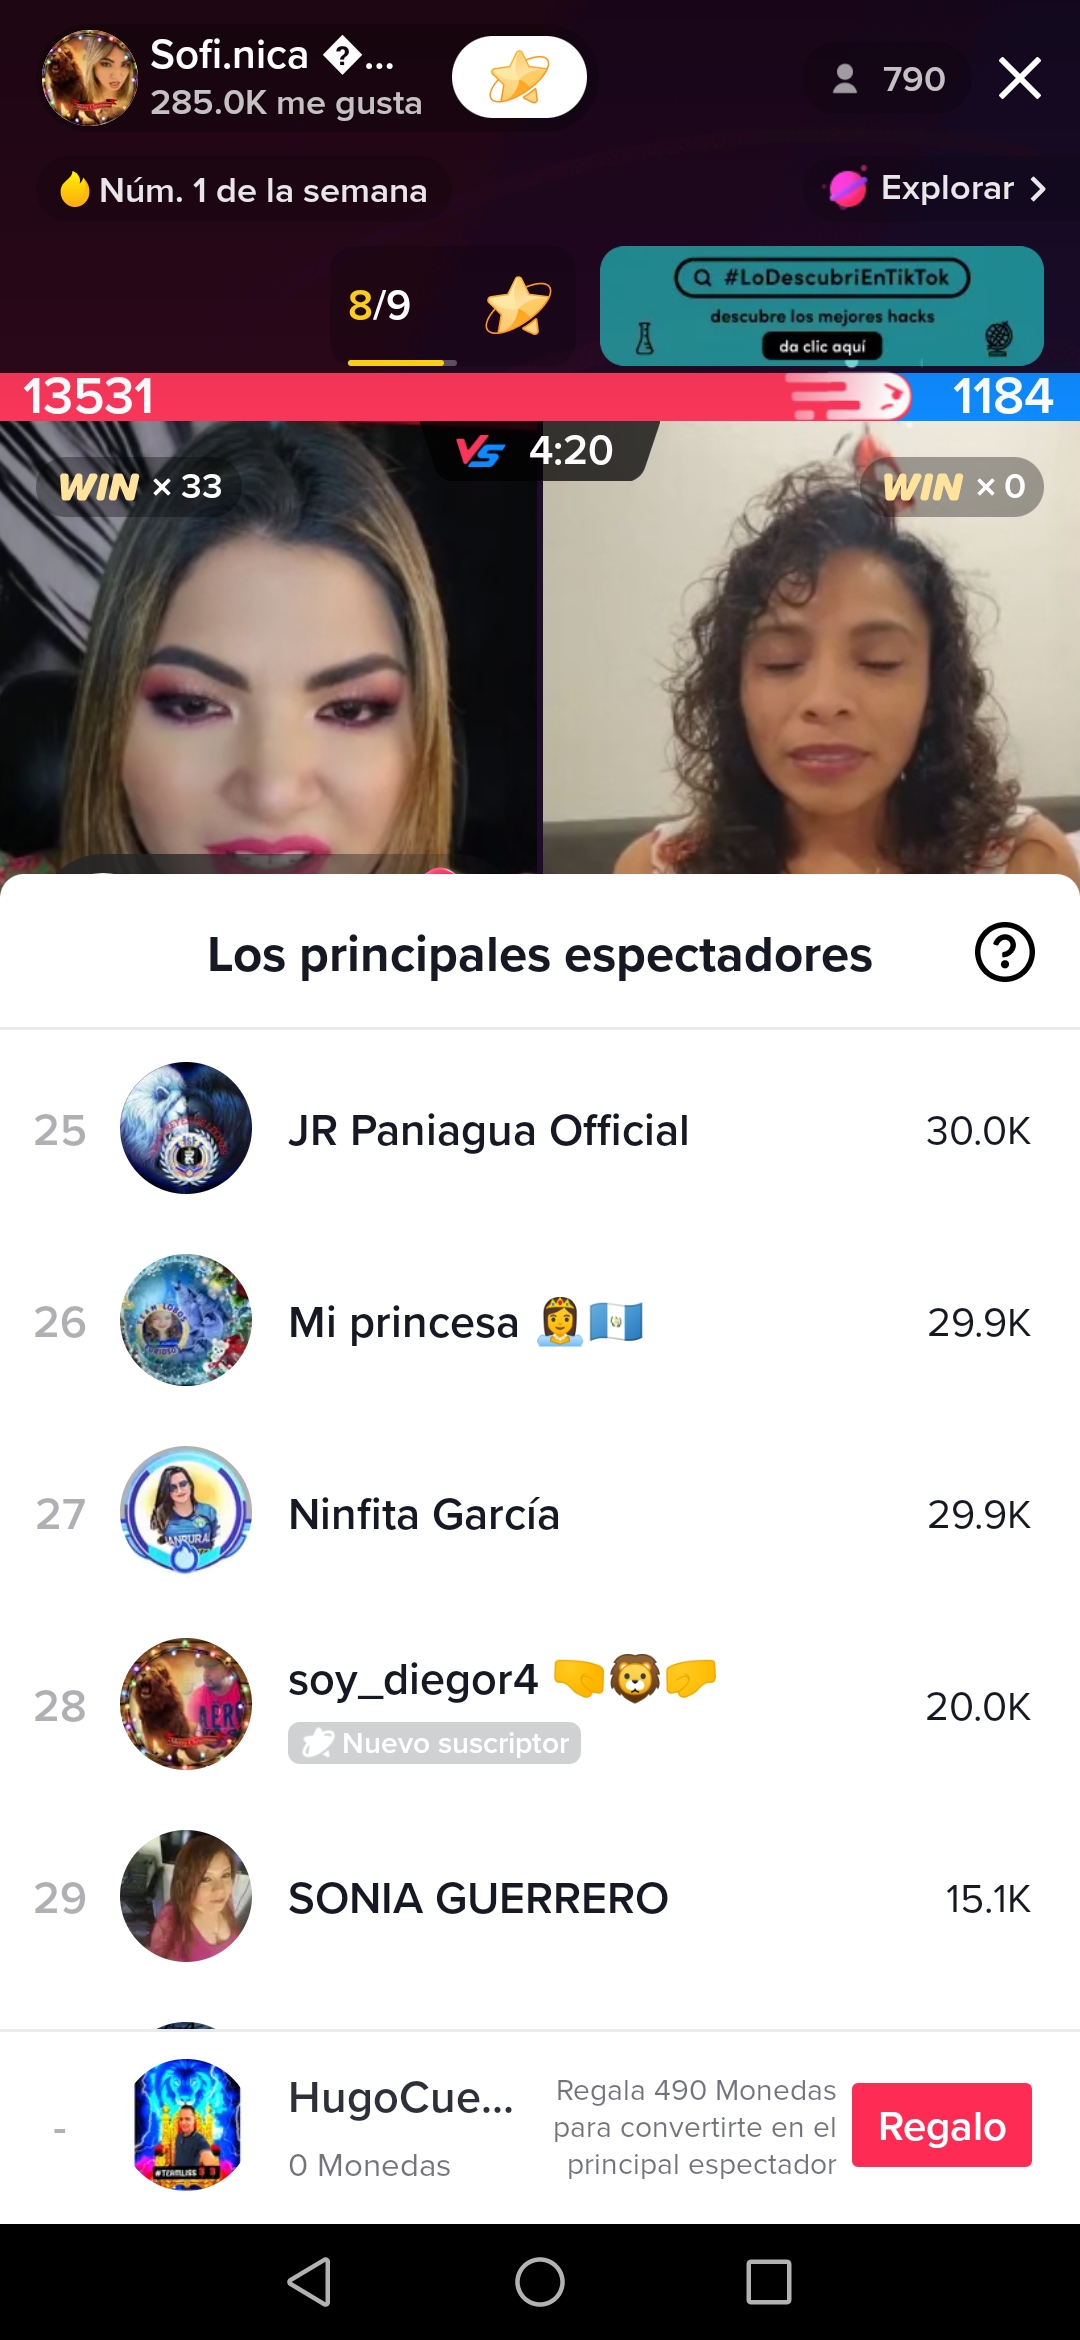 Sofi.nica �...
285.0K me gusta
790
Núm. 1 de la semana
Explorar
8/9
#LoDescubriEnTikTok
descubre los mejores hacks
da clic aquí
13531
1184
VS 4:20
WIN × 33
WIN × 0
Los principales espectadores
25 JR Paniagua Official 30.0K
26 Mi princesa 👸🇬🇹 29.9K
27 Ninfita García 29.9K
28 soy_diegor4 🤜🦁🤛 20.0K
Nuevo suscriptor
29 SONIA GUERRERO 15.1K
- HugoCue...
0 Monedas
Regala 490 Monedas
para convertirte en el
principal espectador
Regalo
#TEAMLISS